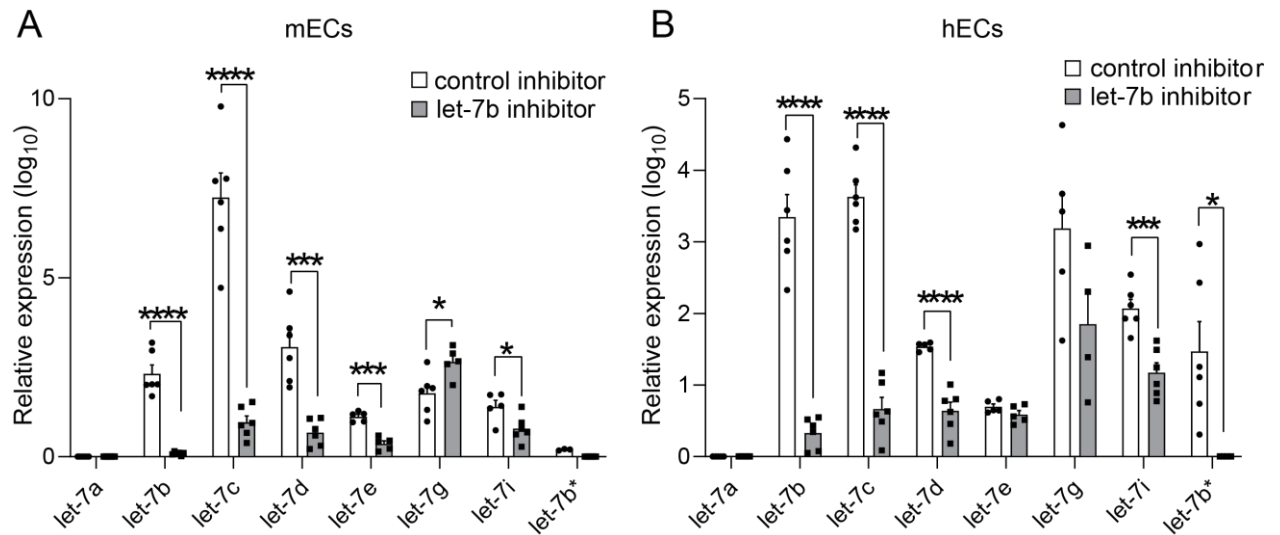 A
mECs
control inhibitor
let-7b inhibitor
Relative expression (log10)
10
5
0
****
****
***
***
*
*
let-7a
let-7b
let-7c
let-7d
let-7e
let-7g
let-7i
let-7b*
B
hECs
control inhibitor
let-7b inhibitor
Relative expression (log10)
5
4
3
2
1
0
****
****
****
***
*
let-7a
let-7b
let-7c
let-7d
let-7e
let-7g
let-7i
let-7b*